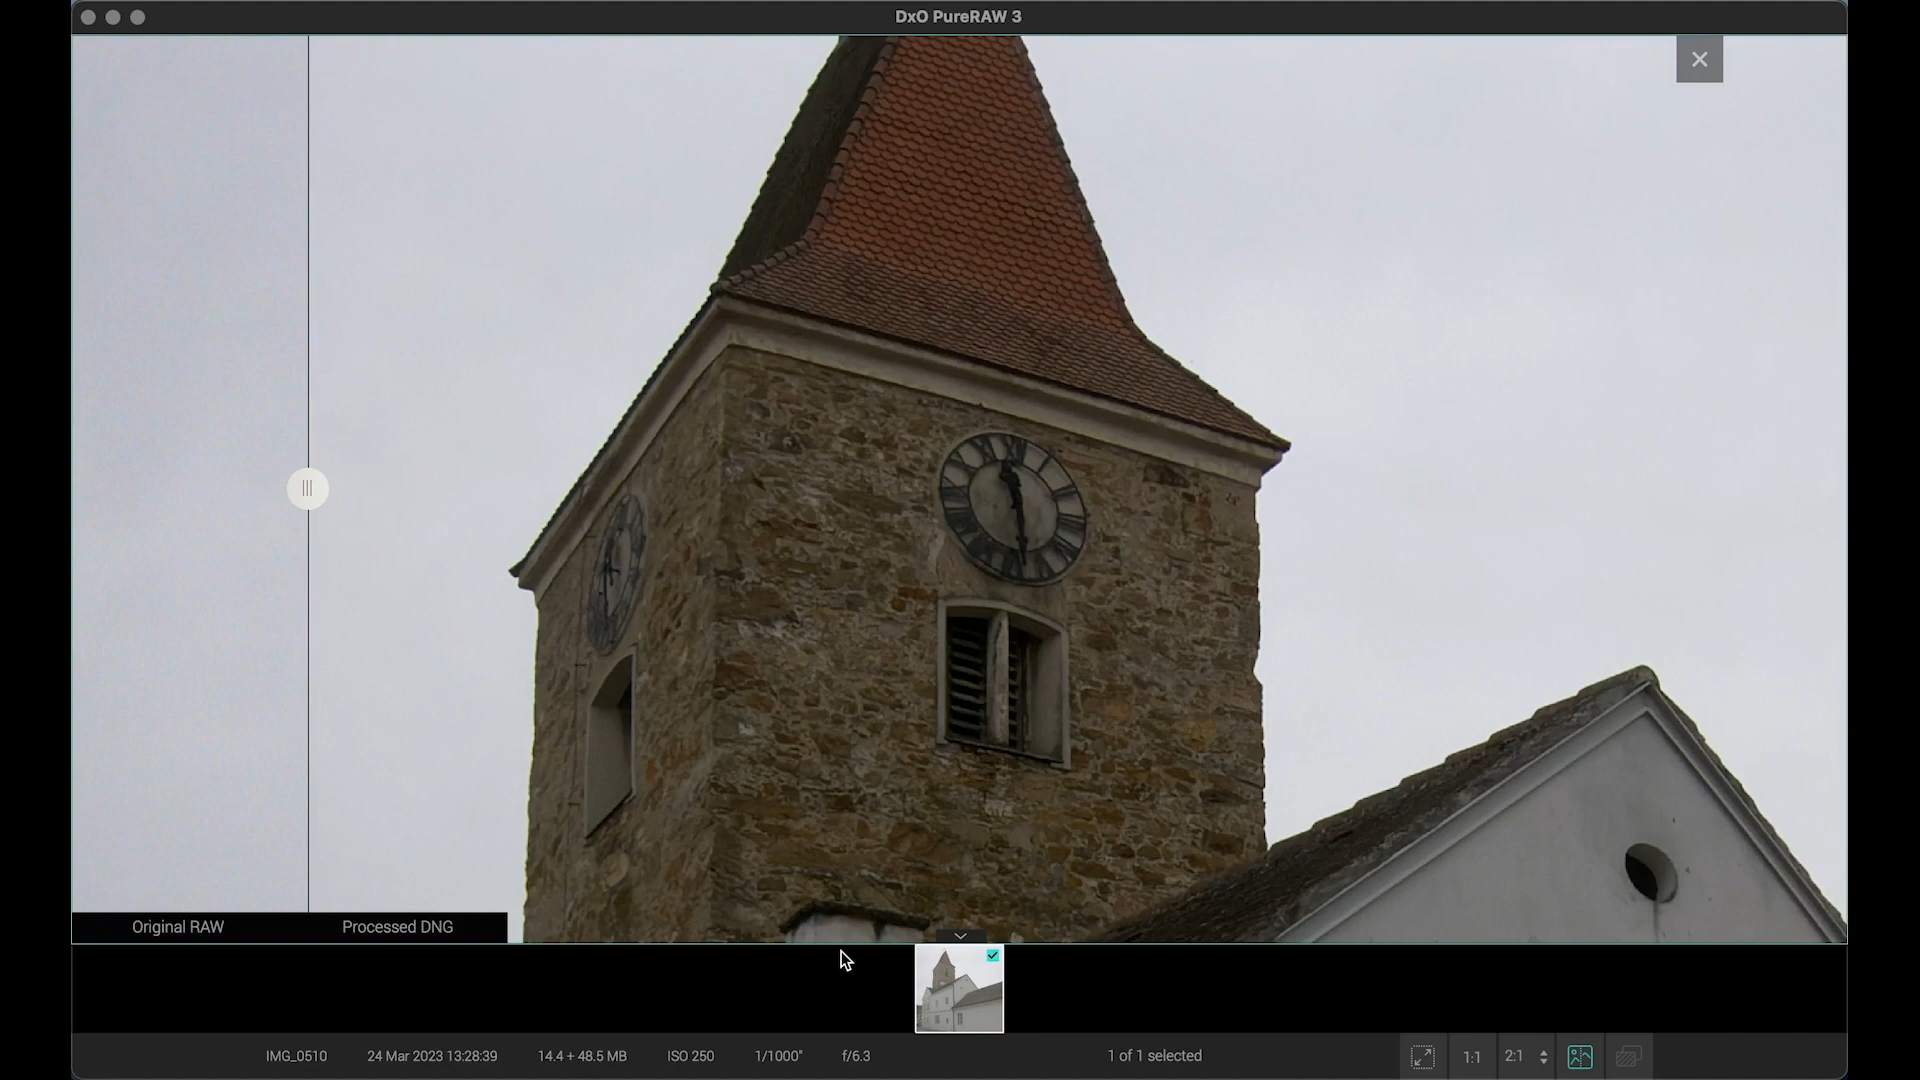 DxO PureRAW 3
Original RAW
Processed DNG
IMG_0510
24 Mar 2023 13:28:39
14.4 + 48.5 MB
ISO 250
1/1000"
f/6.3
1 of 1 selected
1:1
2:1